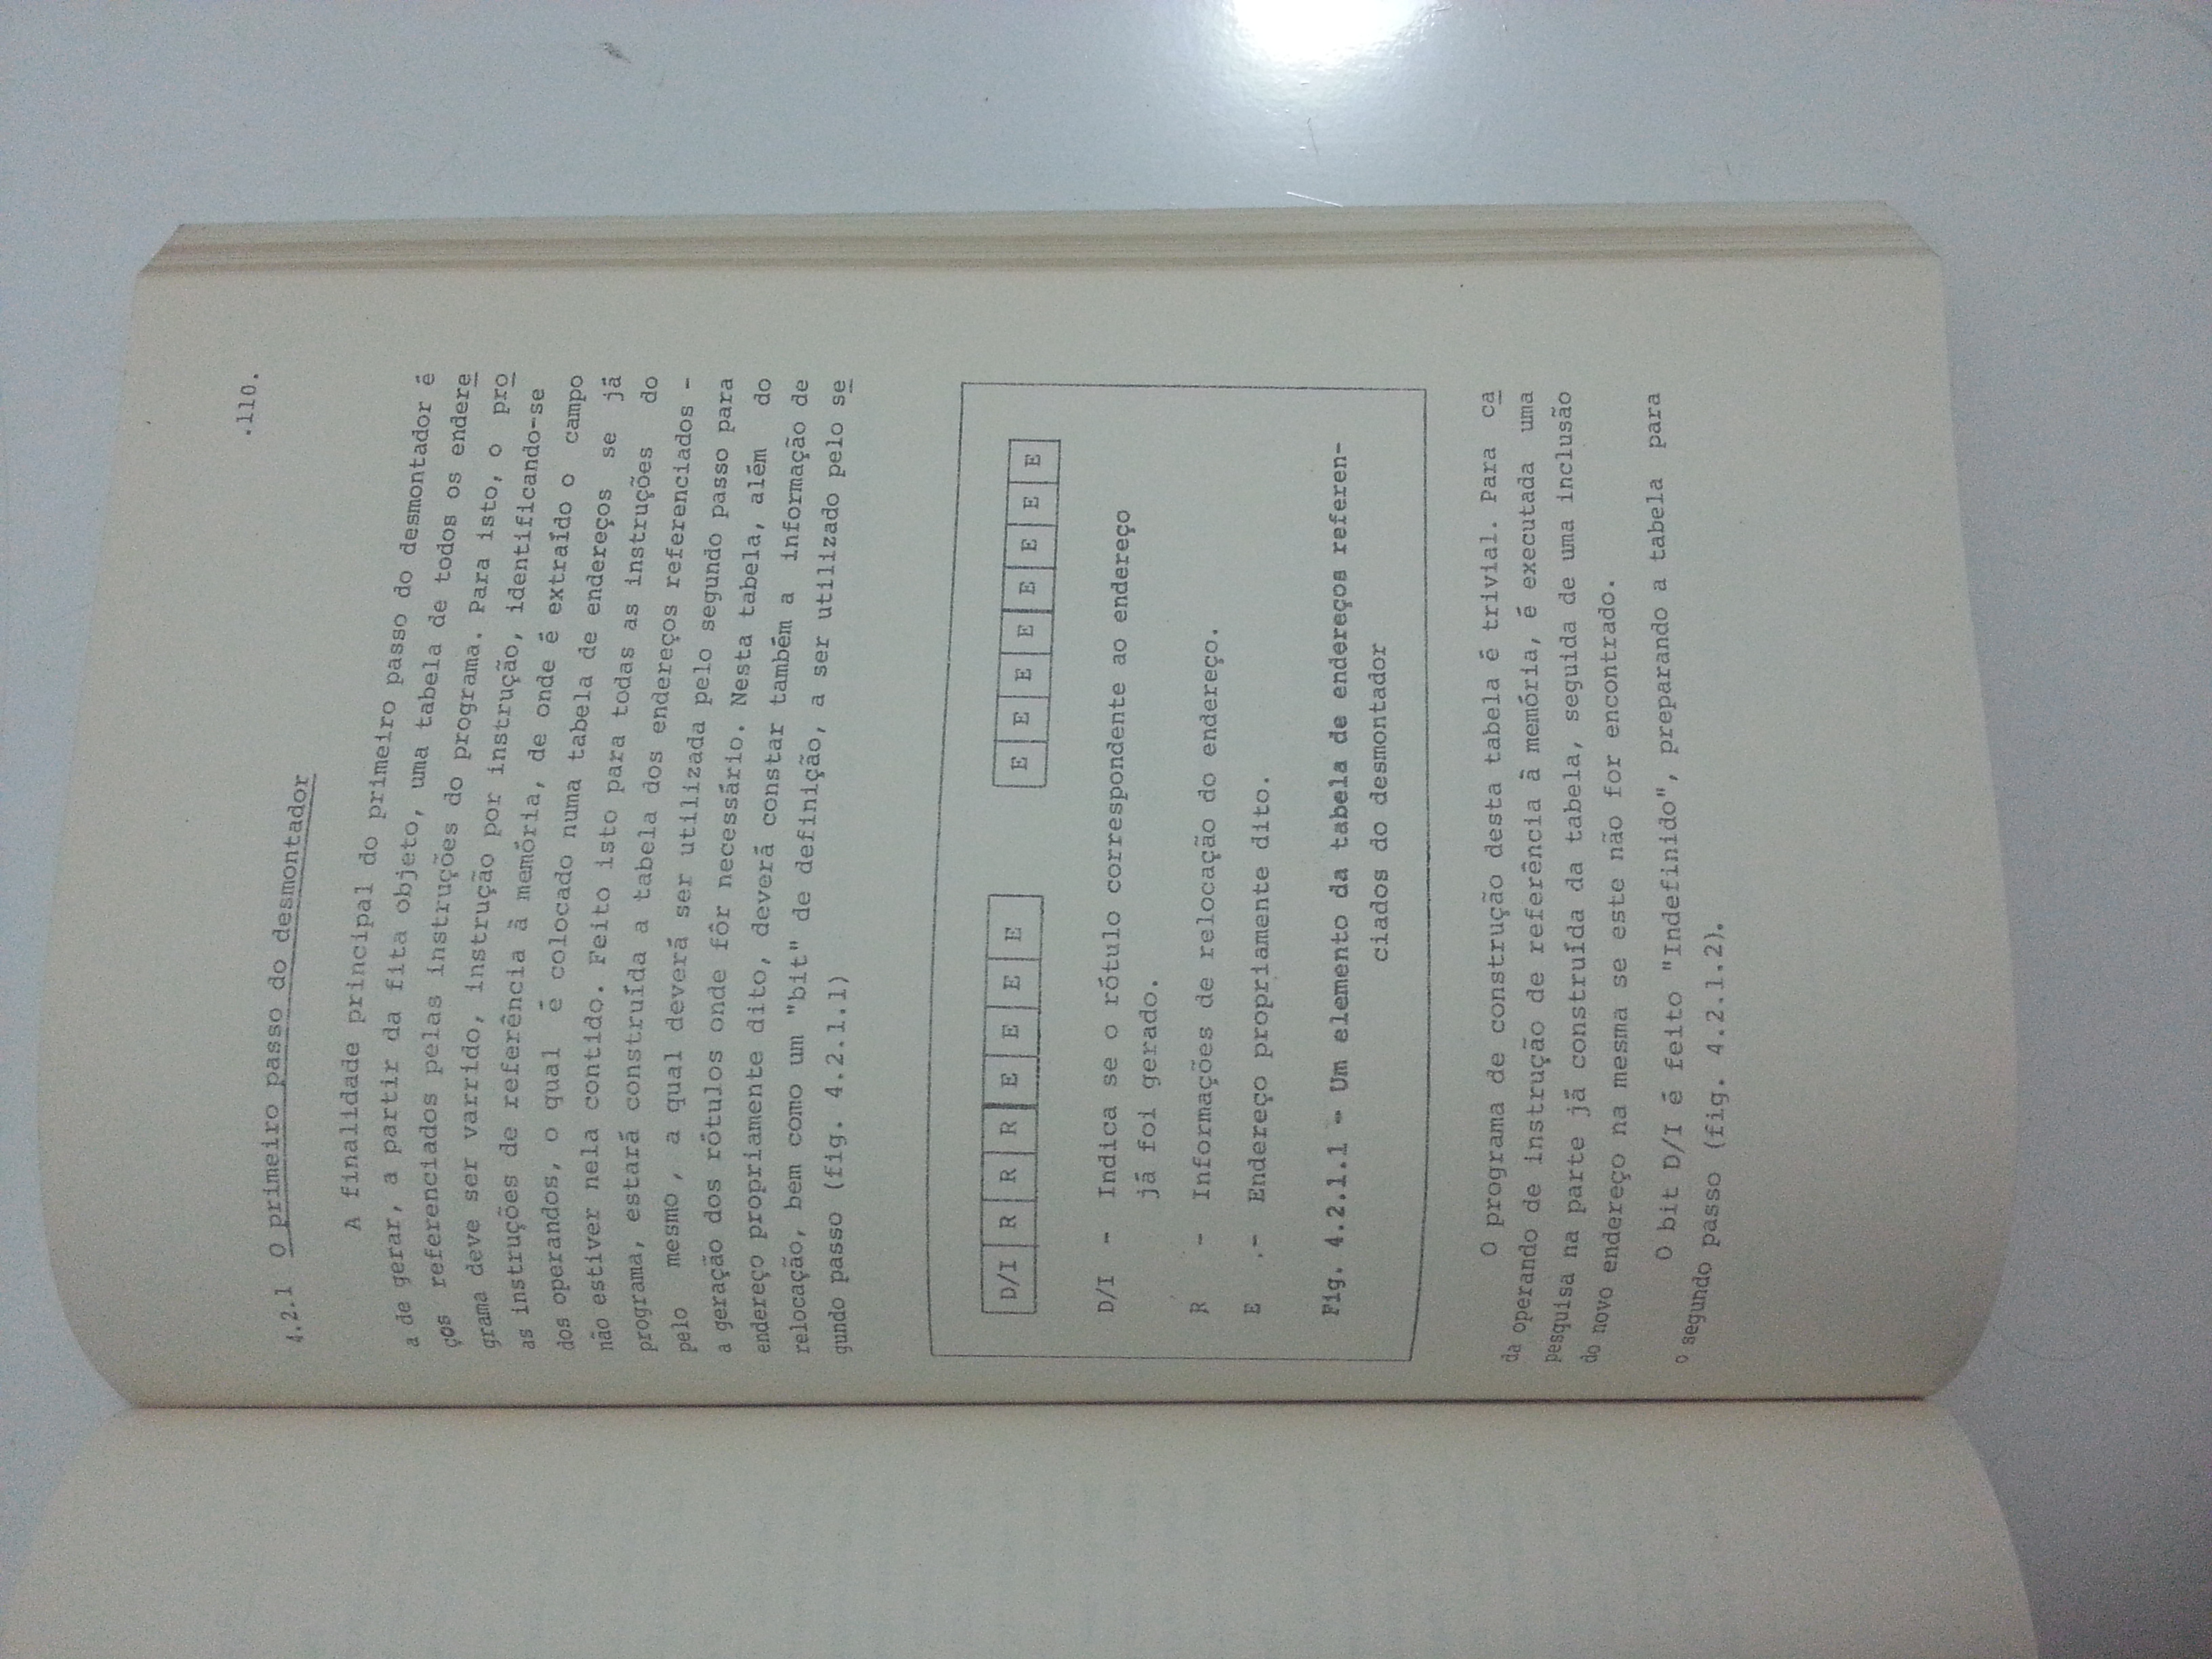 .110.
4.2.1 O primeiro passo do desmontador
A finalidade principal do primeiro passo do desmontador é
a de gerar, a partir da fita objeto, uma tabela de todos os endere
ços referenciados pelas instruções do programa. Para isto, o pro
grama deve ser varrido, instrução por instrução, identificando-se
as instruções de referência à memória, de onde é extraído o campo
dos operandos, o qual é colocado numa tabela de endereços se já
não estiver nela contido. Feito isto para todas as instruções do
programa, estará construída a tabela dos endereços referenciados -
pelo mesmo, a qual deverá ser utilizada pelo segundo passo para
a geração dos rótulos onde fôr necessário. Nesta tabela, além do
endereço propriamente dito, deverá constar também a informação de
relocação, bem como um "bit" de definição, a ser utilizado pelo se
gundo passo (fig. 4.2.1.1)
D/I R R R E E E E E E E E E E E E
D/I - Indica se o rótulo correspondente ao endereço
já foi gerado.
R - Informações de relocação do endereço.
E .- Endereço propriamente dito.
Fig. 4.2.1.1 - Um elemento da tabela de endereços referen-
ciados do desmontador
O programa de construção desta tabela é trivial. Para ca
da operando de instrução de referência à memória, é executada uma
pesquisa na parte já construída da tabela, seguida de uma inclusão
do novo endereço na mesma se este não for encontrado.
O bit D/I é feito "Indefinido", preparando a tabela para
o segundo passo (fig. 4.2.1.2).